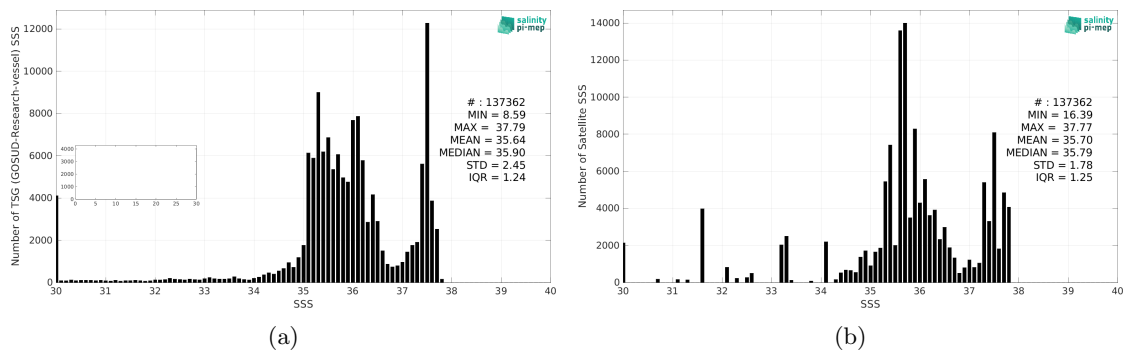 Number of TSG (GOSUD-Research-vessel) SSS
12000
10000
8000
6000
4000
2000
0
salinity
pi-mep
# : 137362
MIN = 8.59
MAX = 37.79
MEAN = 35.64
MEDIAN = 35.90
STD = 2.45
IQR = 1.24
4000
3000
2000
1000
0
0 5 10 15 20 25 30
30 31 32 33 34 35 36 37 38 39 40
SSS
(a)
Number of Satellite SSS
14000
12000
10000
8000
6000
4000
2000
0
salinity
pi-mep
# : 137362
MIN = 16.39
MAX = 37.77
MEAN = 35.70
MEDIAN = 35.79
STD = 1.78
IQR = 1.25
30 31 32 33 34 35 36 37 38 39 40
SSS
(b)